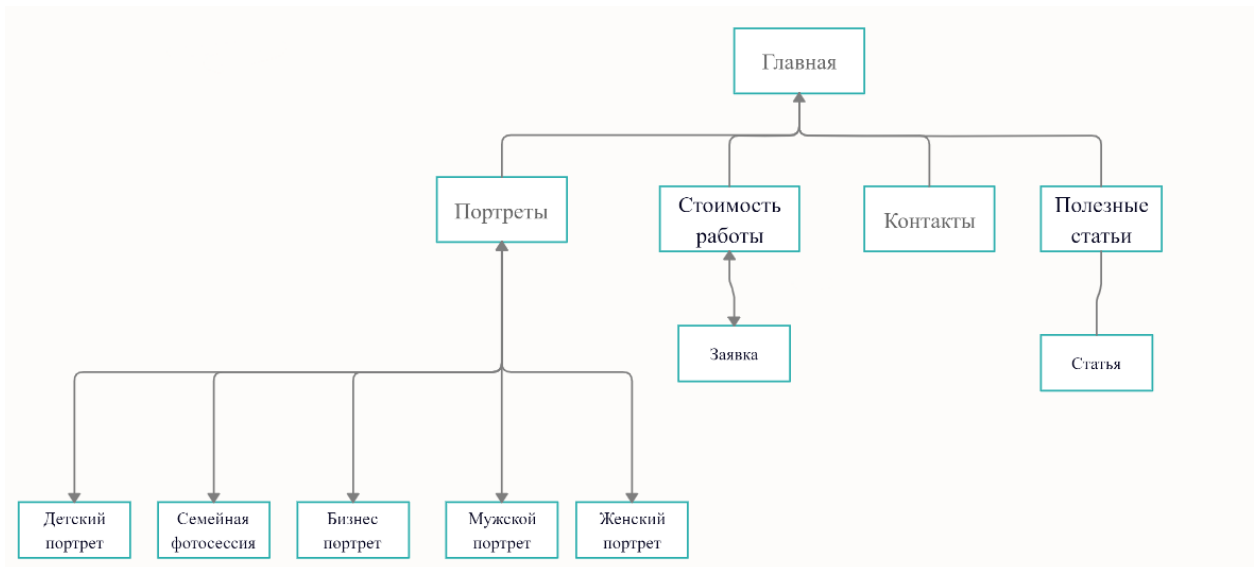 Главная
Портреты
Стоимость
работы
Контакты
Полезные
статьи
Заявка
Статья
Детский
портрет
Семейная
фотосессия
Бизнес
портрет
Мужской
портрет
Женский
портрет